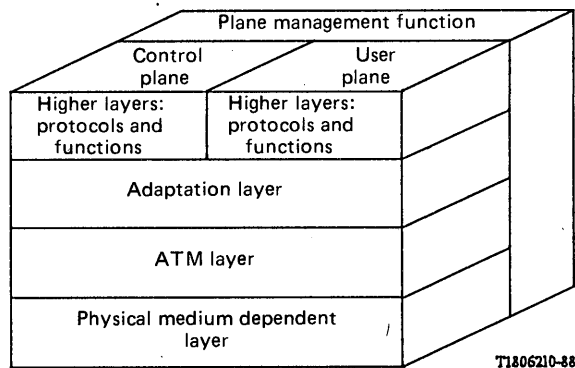 Plane management function
Control
plane
User
plane
Higher layers:
protocols and
functions
Higher layers:
protocols and
functions
Adaptation layer
ATM layer
Physical medium dependent
layer
T1806210-88